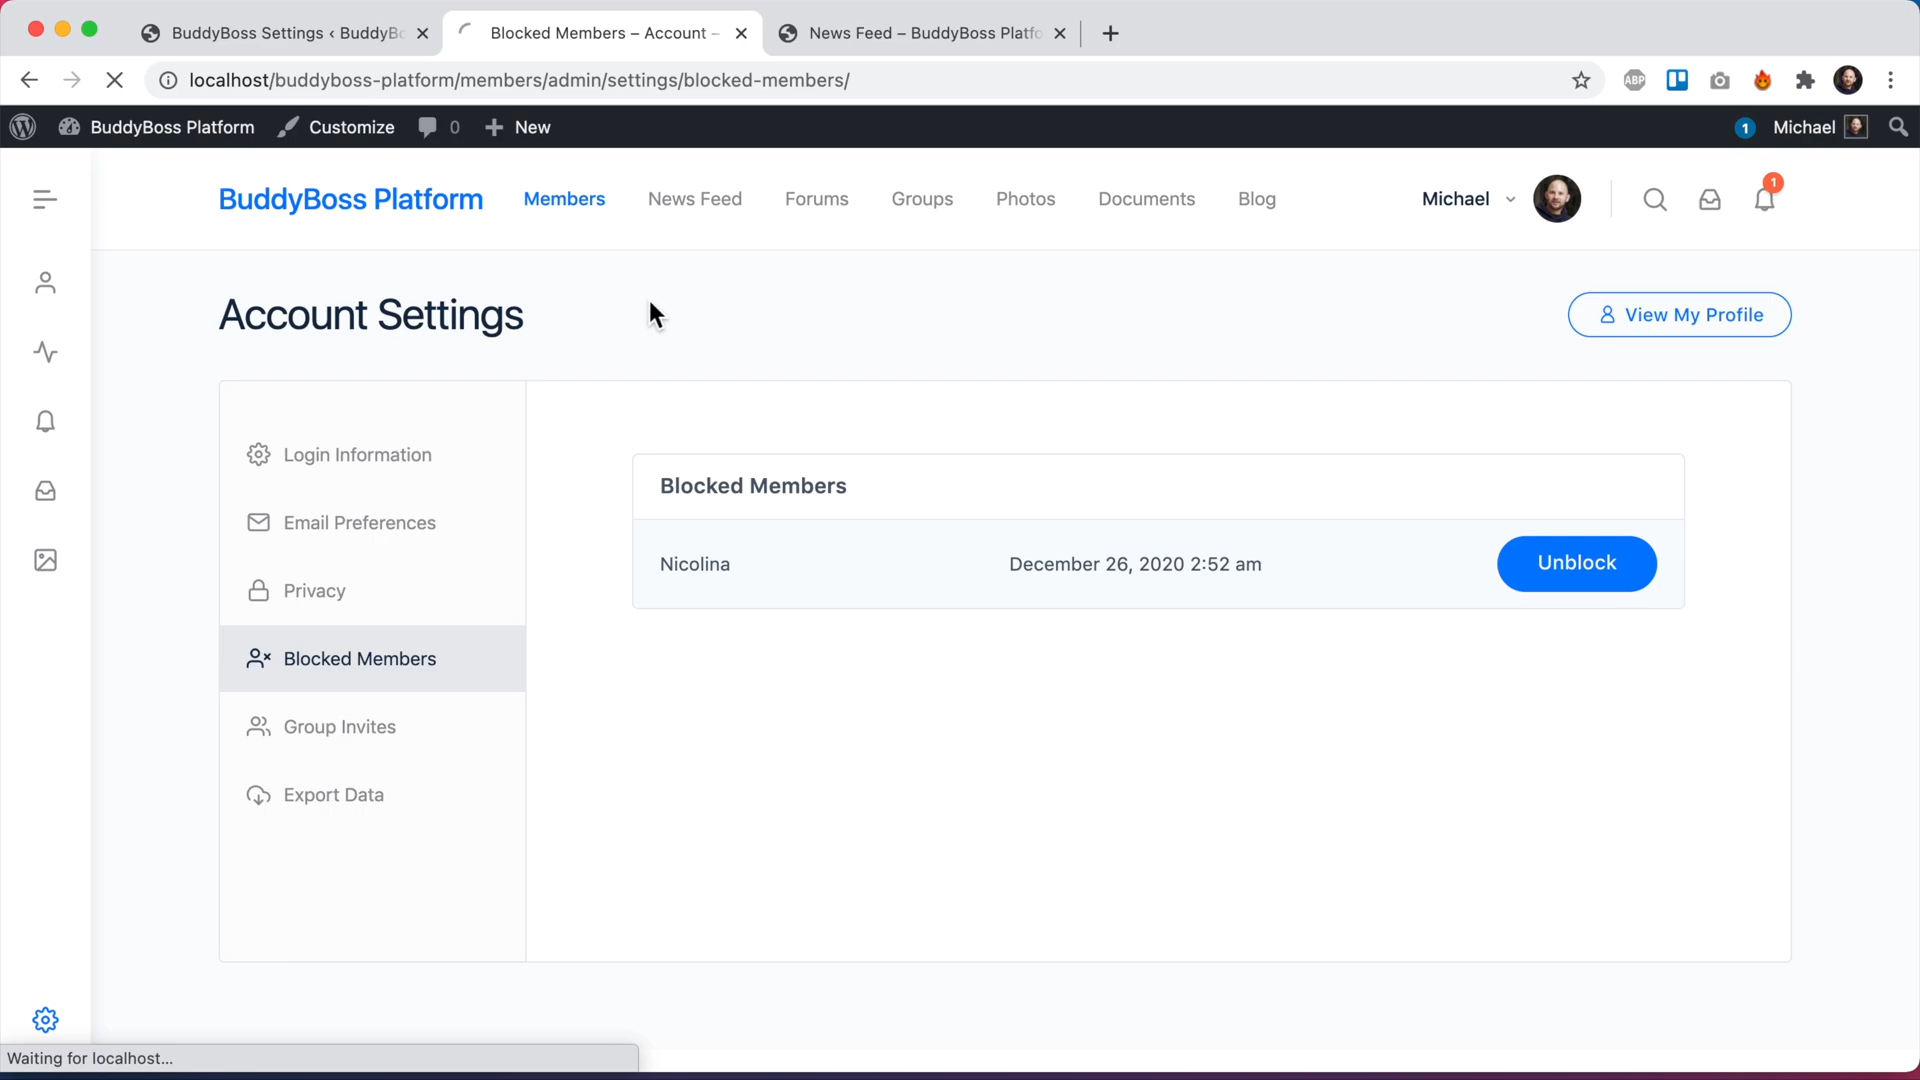 BuddyBoss Settings ‹ BuddyBo
Blocked Members – Account –
News Feed – BuddyBoss Platfo
localhost/buddyboss-platform/members/admin/settings/blocked-members/
ABP
BuddyBoss Platform
Customize
0
New
1
Michael
BuddyBoss Platform
Members
News Feed
Forums
Groups
Photos
Documents
Blog
Michael
1
Account Settings
View My Profile
Login Information
Email Preferences
Privacy
Blocked Members
Group Invites
Export Data
Blocked Members
Nicolina
December 26, 2020 2:52 am
Unblock
Waiting for localhost...